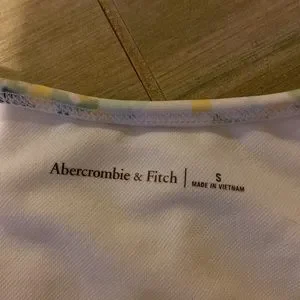 Abercrombie & Fitch | S
MADE IN VIETNAM